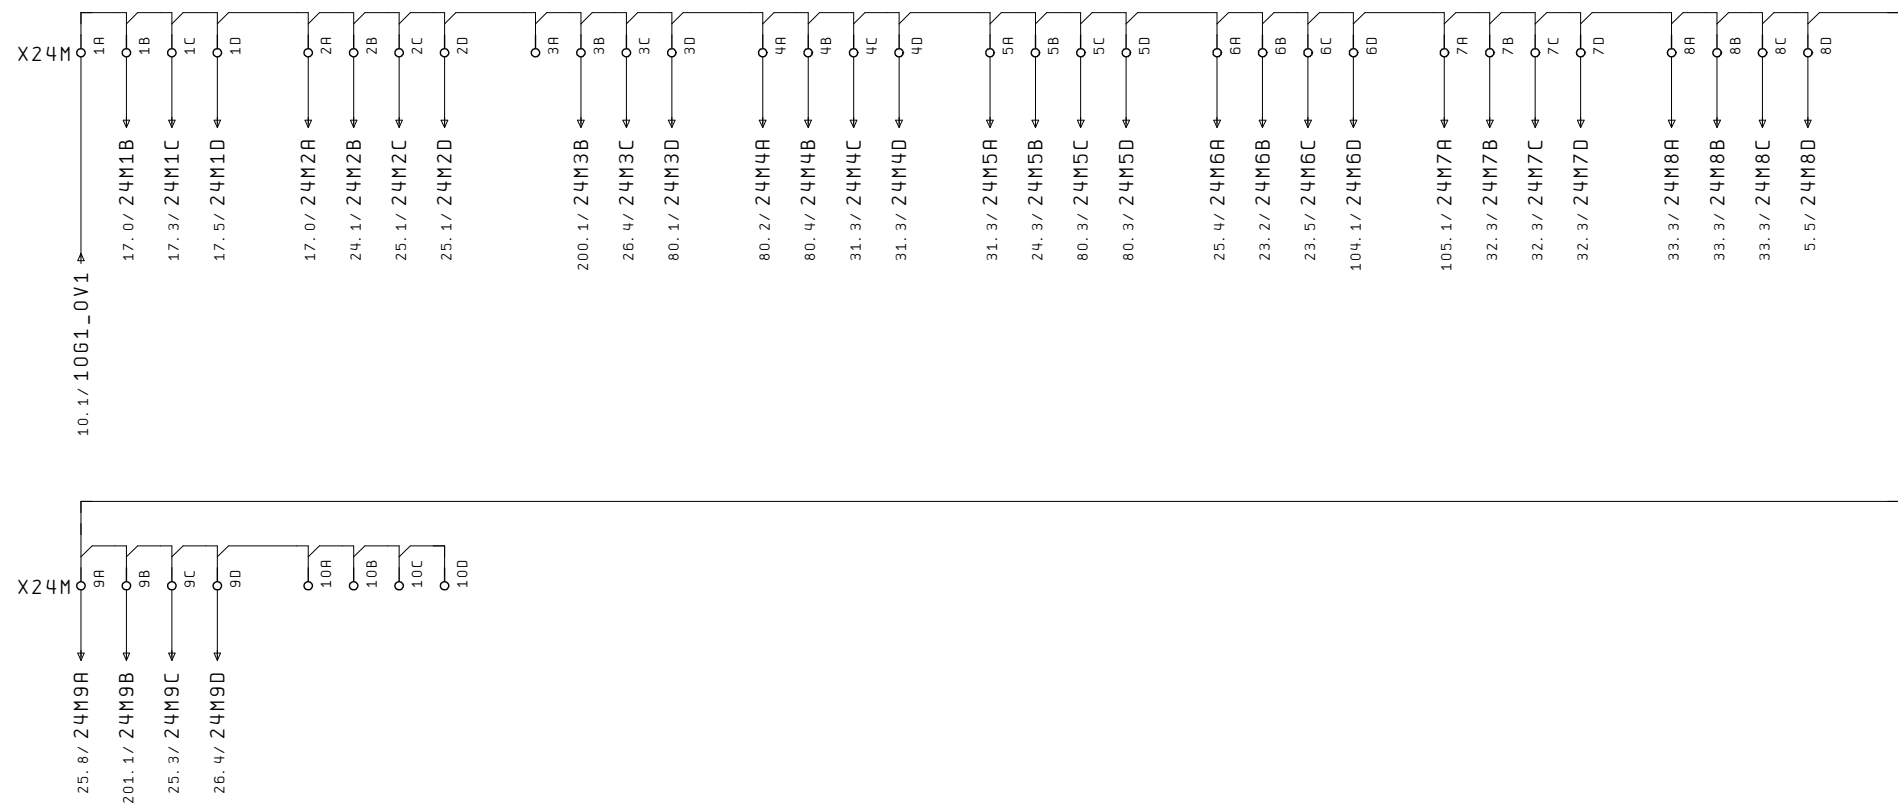 X24M
1A
1B
1C
1D
2A
2B
2C
2D
3A
3B
3C
3D
4A
4B
4C
4D
5A
5B
5C
5D
6A
6B
6C
6D
7A
7B
7C
7D
8A
8B
8C
8D
10.1/10G1_0V1
17.0/24M1B
17.3/24M1C
17.5/24M1D
17.0/24M2A
24.1/24M2B
25.1/24M2C
25.1/24M2D
200.1/24M3B
26.4/24M3C
80.1/24M3D
80.2/24M4A
80.4/24M4B
31.3/24M4C
31.3/24M4D
31.3/24M5A
24.3/24M5B
80.3/24M5C
80.3/24M5D
25.4/24M6A
23.2/24M6B
23.5/24M6C
104.1/24M6D
105.1/24M7A
32.3/24M7B
32.3/24M7C
32.3/24M7D
33.3/24M8A
33.3/24M8B
33.3/24M8C
5.5/24M8D
X24M
9A
9B
9C
9D
10A
10B
10C
10D
25.8/24M9A
201.1/24M9B
25.3/24M9C
26.4/24M9D